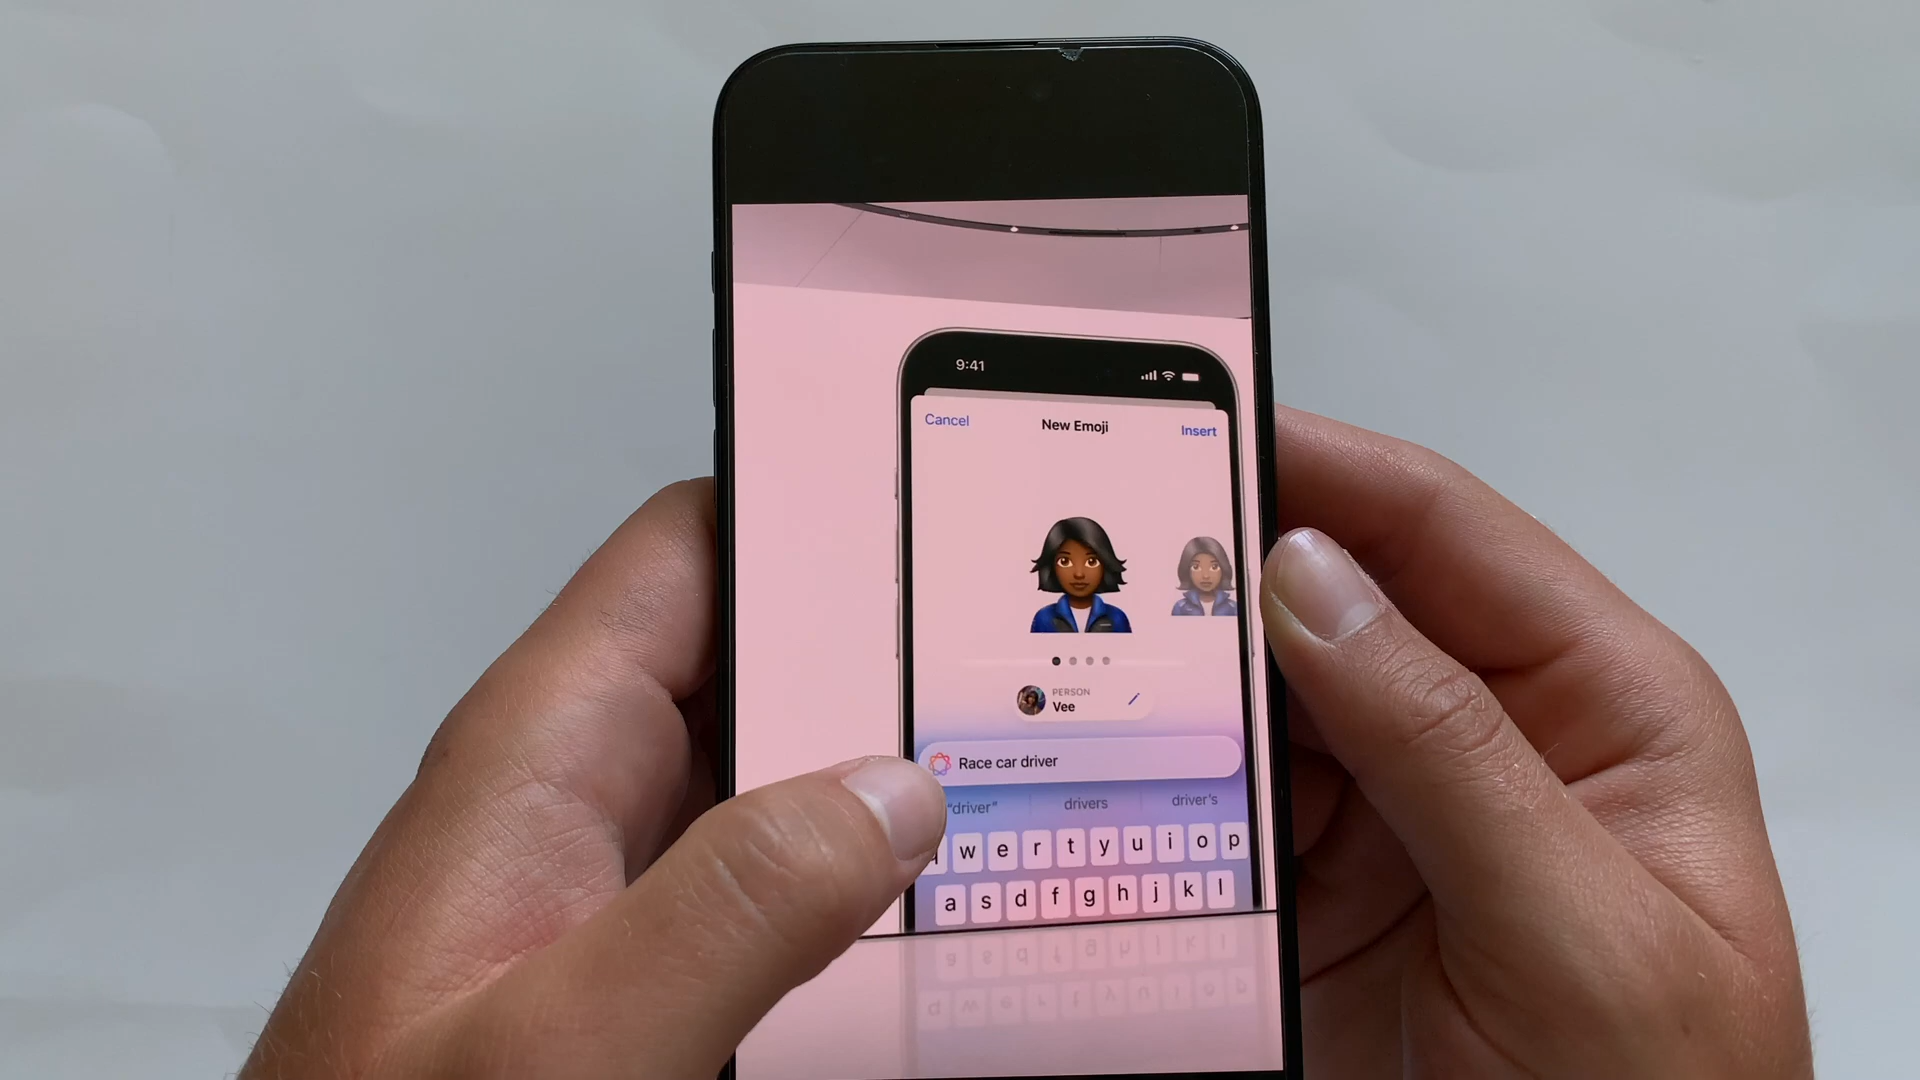 9:41
Cancel New Emoji Insert
PERSON
Vee
Race car driver
"driver" drivers driver's
q w e r t y u i o p
a s d f g h j k l